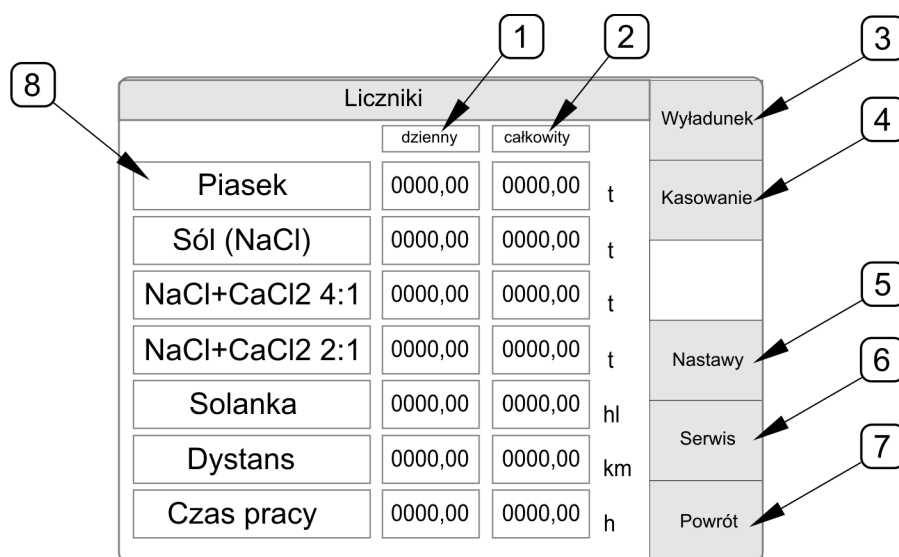 1
2
3
8
Liczniki
Wyładunek
4
dzienny
całkowity
Piasek
0000,00
0000,00
t
Kasowanie
Sól (NaCl)
0000,00
0000,00
t
NaCl+CaCl2 4:1
0000,00
0000,00
t
5
NaCl+CaCl2 2:1
0000,00
0000,00
t
Nastawy
6
Solanka
0000,00
0000,00
hl
Serwis
7
Dystans
0000,00
0000,00
km
Czas pracy
0000,00
0000,00
h
Powrót